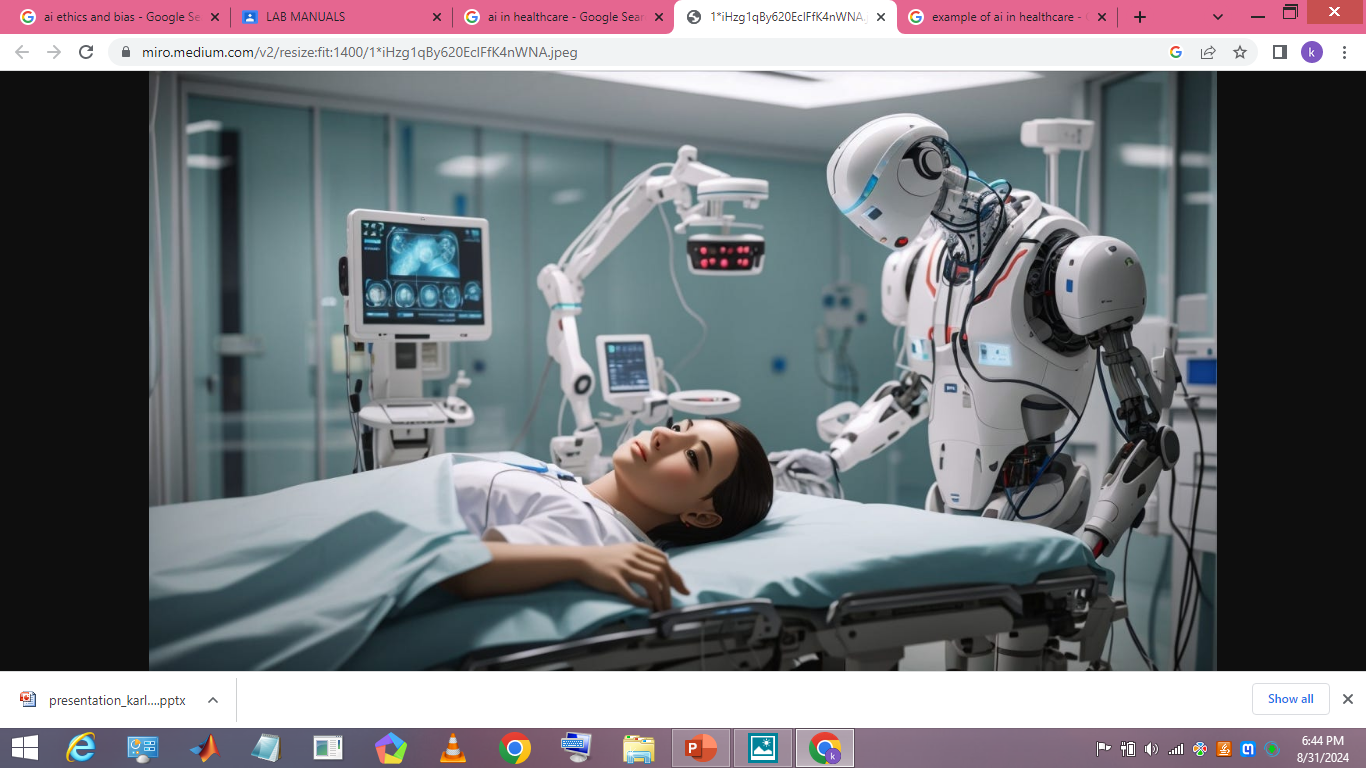 ai ethics and bias - Google Se
LAB MANUALS
ai in healthcare - Google Sear
1*iHzg1qBy620EcIFfK4nWNA.
example of ai in healthcare -
miro.medium.com/v2/resize:fit:1400/1*iHzg1qBy620EcIFfK4nWNA.jpeg
k
presentation_karl....pptx
Show all
6:44 PM
8/31/2024